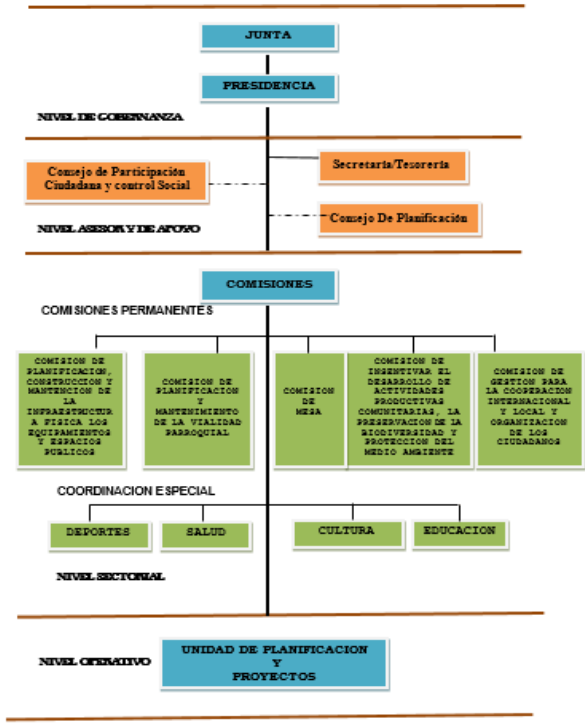 JUNTA
PRESIDENCIA
NIVEL DE GOBERNANZA
Consejo de Participación
Ciudadana y control Social
Secretaría/Tesorería
Consejo De Planificación
NIVEL ASESOR Y DE APOYO
COMISIONES
COMISIONES PERMANENTES
COMISION DE
PLANIFICACION,
CONSTRUCCION Y
MANTENCION DE
LA
INFRAESTRUCTUR
A FISICA LOS
EQUIPAMIENTOS
Y ESPACIOS
PUBLICOS
COMISION DE
PLANIFICACION
Y
MANTENIMIENTO
DE LA VIALIDAD
PARROQUIAL
COMISION
DE
MESA
COMISION DE
INSENTIVAR EL
DESARROLLO DE
ACTIVIDADES
PRODUCTIVAS
COMUNITARIAS, LA
PRESERVACION DE LA
BIODIVERSIDAD Y
PROTECCION DEL
MEDIO AMBIENTE
COMISION DE
GESTION PARA
LA COOPERACION
INTERNACIONAL
Y LOCAL Y
ORGANIZACION
DE LOS
CIUDADANOS
COORDINACION ESPECIAL
DEPORTES
SALUD
CULTURA
EDUCACION
NIVEL SECTORIAL
NIVEL OPERATIVO
UNIDAD DE PLANIFICACION
Y
PROYECTOS